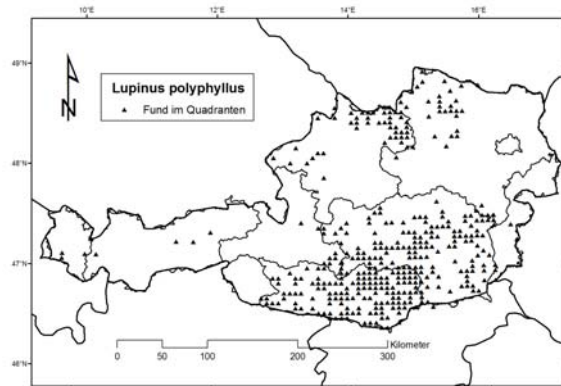 10°E 12°E 14°E 16°E
49°N
N
Lupinus polyphyllus
Fund im Quadranten
48°N
47°N
Kilometer
0 50 100 200 300
46°N